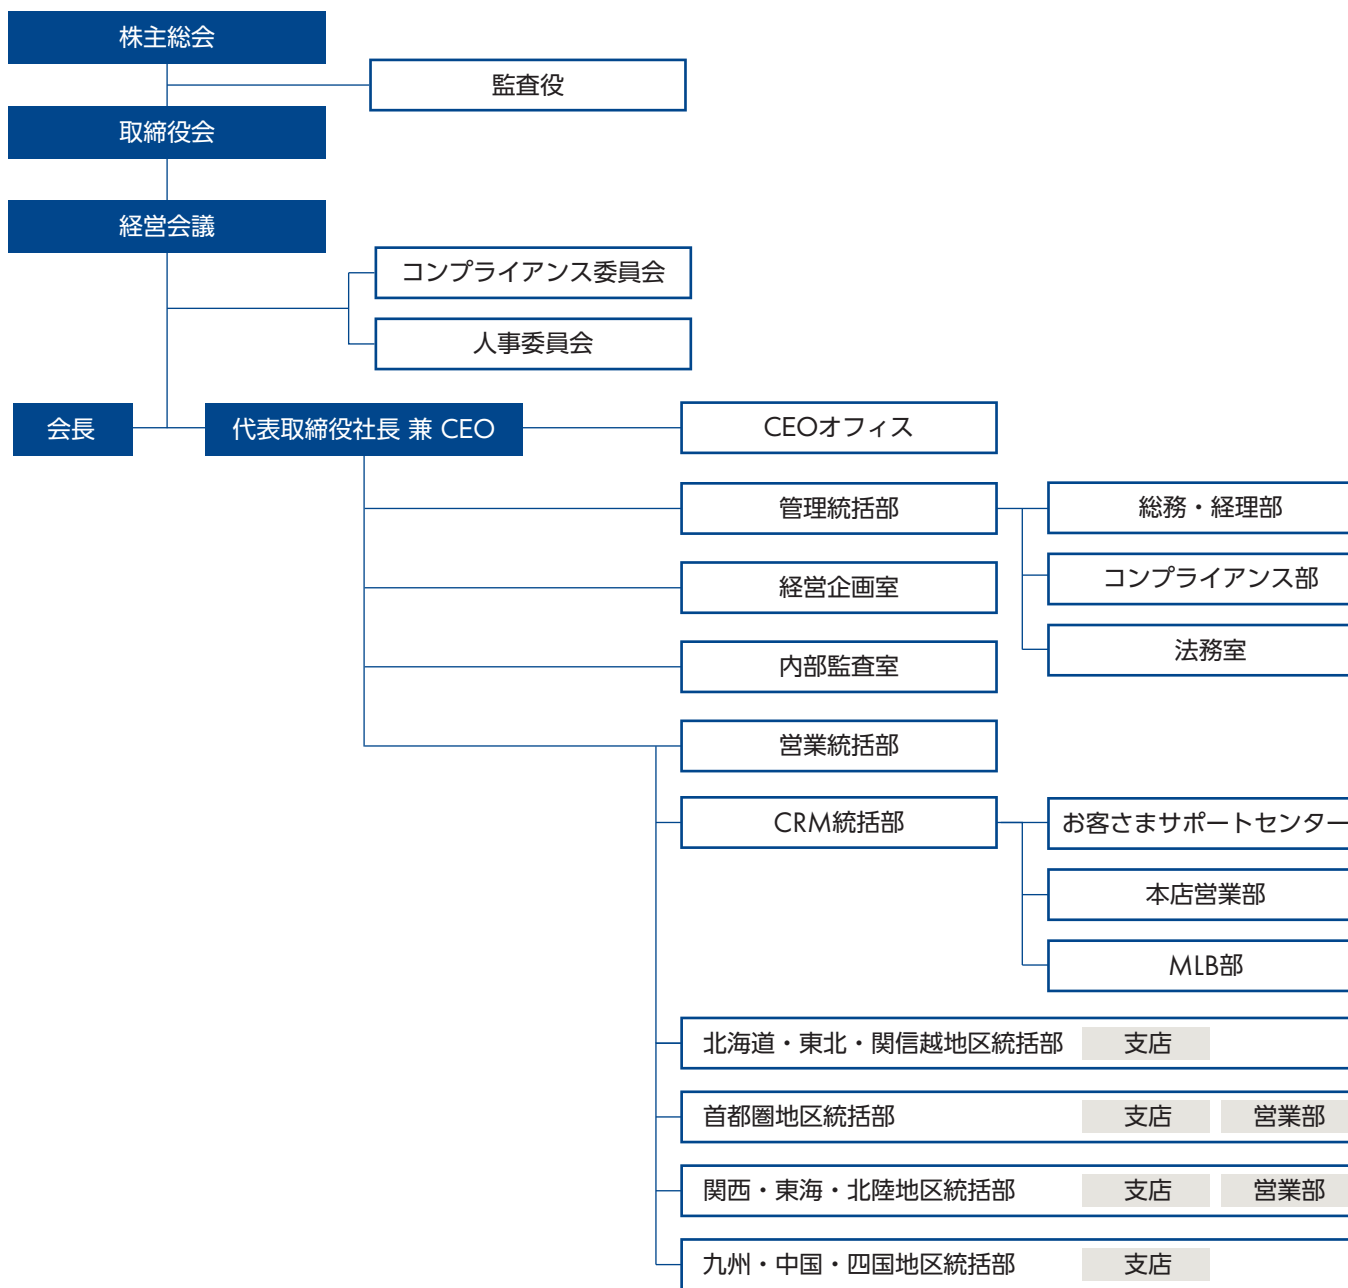 株主総会
監査役
取締役会
経営会議
コンプライアンス委員会
人事委員会
会長
代表取締役社長 兼 CEO
CEOオフィス
管理統括部
総務・経理部
コンプライアンス部
法務室
経営企画室
内部監査室
営業統括部
CRM統括部
お客さまサポートセンター
本店営業部
MLB部
北海道・東北・関信越地区統括部 支店
首都圏地区統括部 支店 営業部
関西・東海・北陸地区統括部 支店 営業部
九州・中国・四国地区統括部 支店